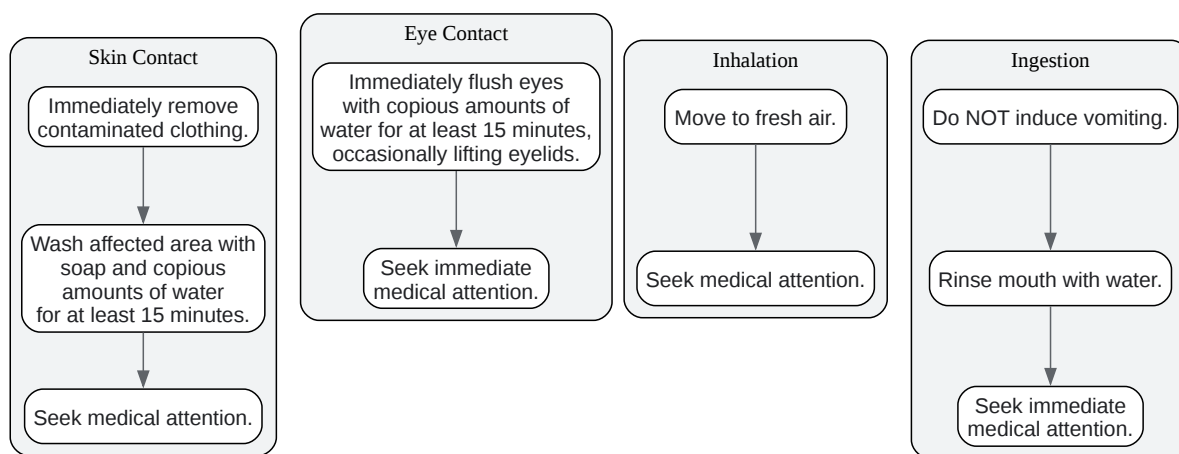 Skin Contact
Immediately remove
contaminated clothing.
Wash affected area with
soap and copious
amounts of water
for at least 15 minutes.
Seek medical attention.
Eye Contact
Immediately flush eyes
with copious amounts of
water for at least 15 minutes,
occasionally lifting eyelids.
Seek immediate
medical attention.
Inhalation
Move to fresh air.
Seek medical attention.
Ingestion
Do NOT induce vomiting.
Rinse mouth with water.
Seek immediate
medical attention.